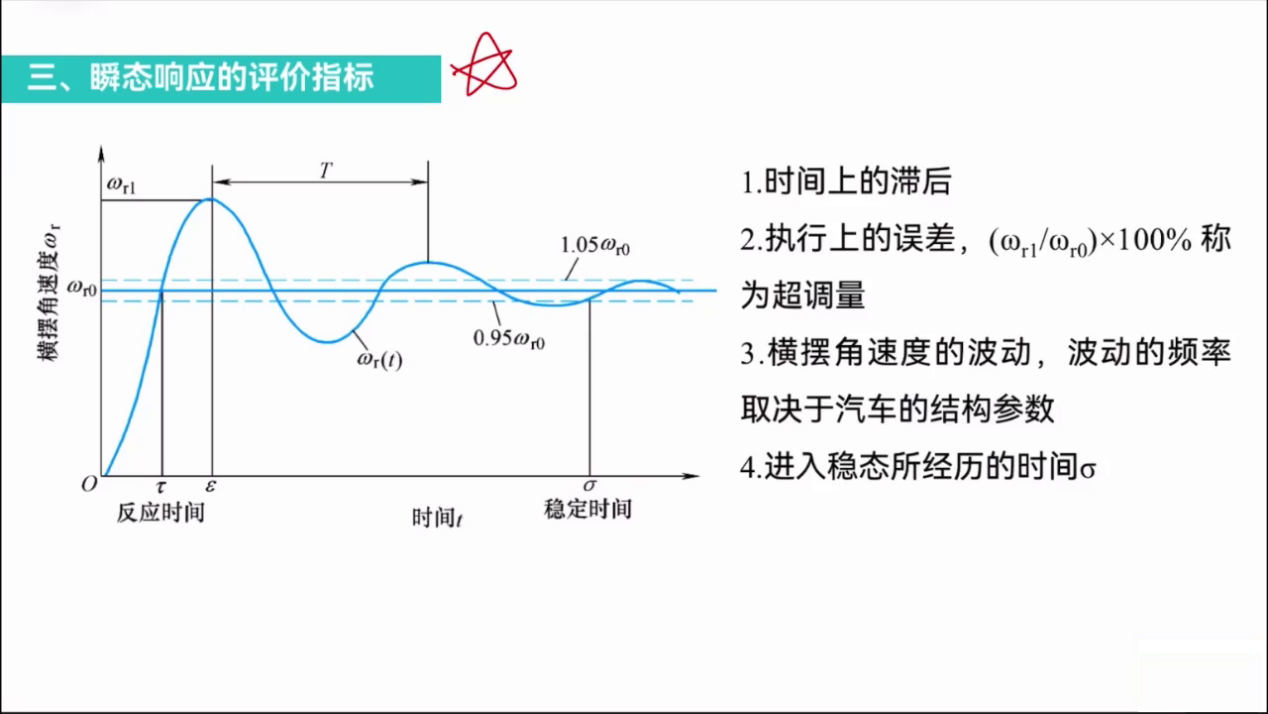 三、瞬态响应的评价指标
ωr1
T
横摆角速度ωr
ωr0
1.05ωr0
0.95ωr0
ωr(t)
O
τ
ε
σ
反应时间
时间t
稳定时间
1.时间上的滞后
2.执行上的误差，(ωr1/ωr0)×100% 称
为超调量
3.横摆角速度的波动，波动的频率
取决于汽车的结构参数
4.进入稳态所经历的时间σ